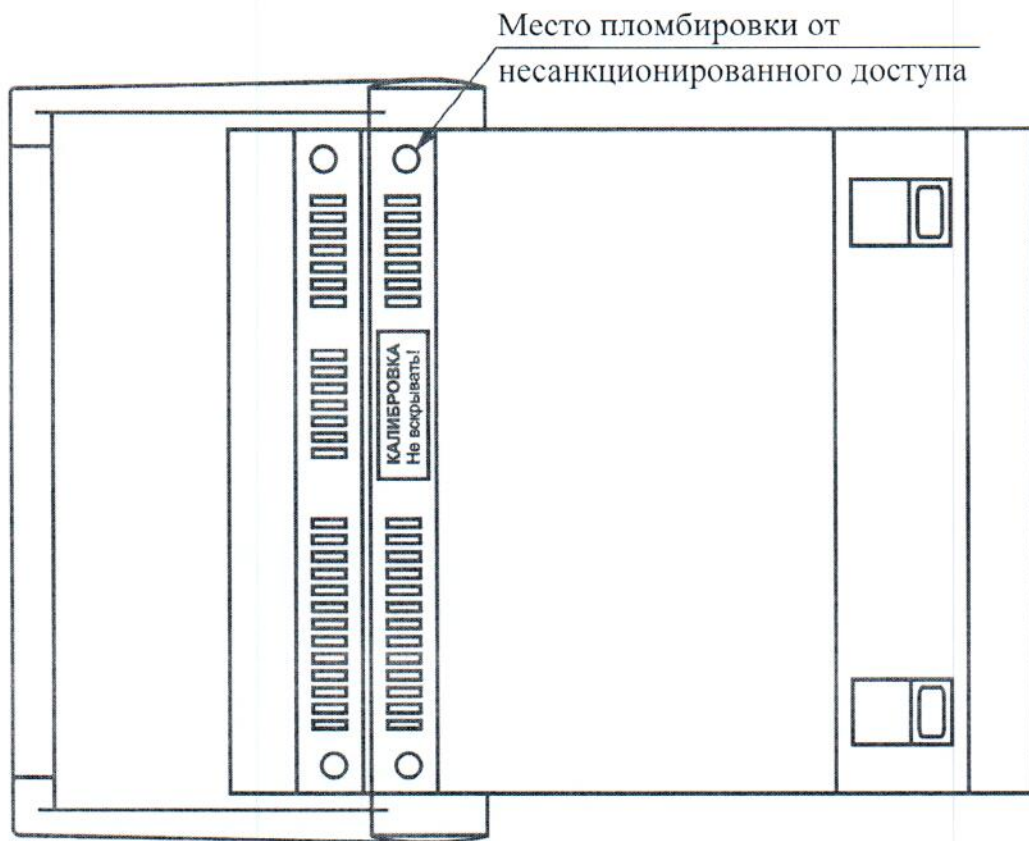 Место пломбировки от
несанкционированного доступа
КАЛИБРОВКА
Не вскрывать!